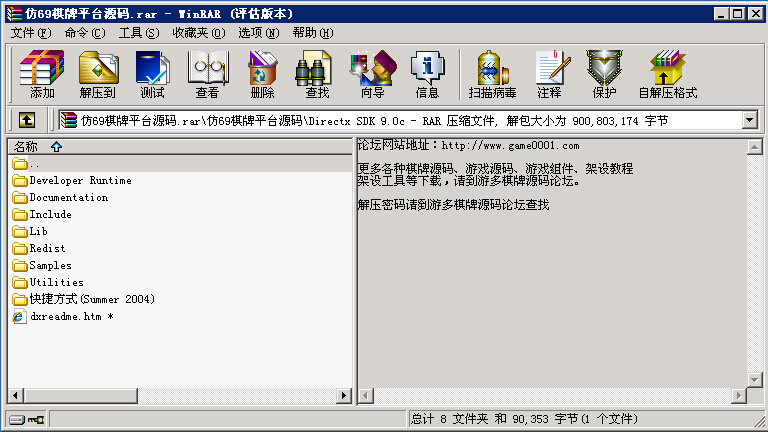 仿69棋牌平台源码.rar - WinRAR (评估版本)
文件(F) 命令(C) 工具(S) 收藏夹(O) 选项(N) 帮助(H)
添加 解压到 测试 查看 删除 查找 向导 信息 扫描病毒 注释 保护 自解压格式
仿69棋牌平台源码.rar\仿69棋牌平台源码\Directx SDK 9.0c - RAR 压缩文件, 解包大小为 900,803,174 字节
名称
..
Developer Runtime
Documentation
Include
Lib
Redist
Samples
Utilities
快捷方式(Summer 2004)
dxreadme.htm *
论坛网站地址：http://www.game0001.com
更多各种棋牌源码、游戏源码、游戏组件、架设教程
架设工具等下载，请到游多棋牌源码论坛。
解压密码请到游多棋牌源码论坛查找
总计 8 文件夹 和 90,353 字节(1 个文件)